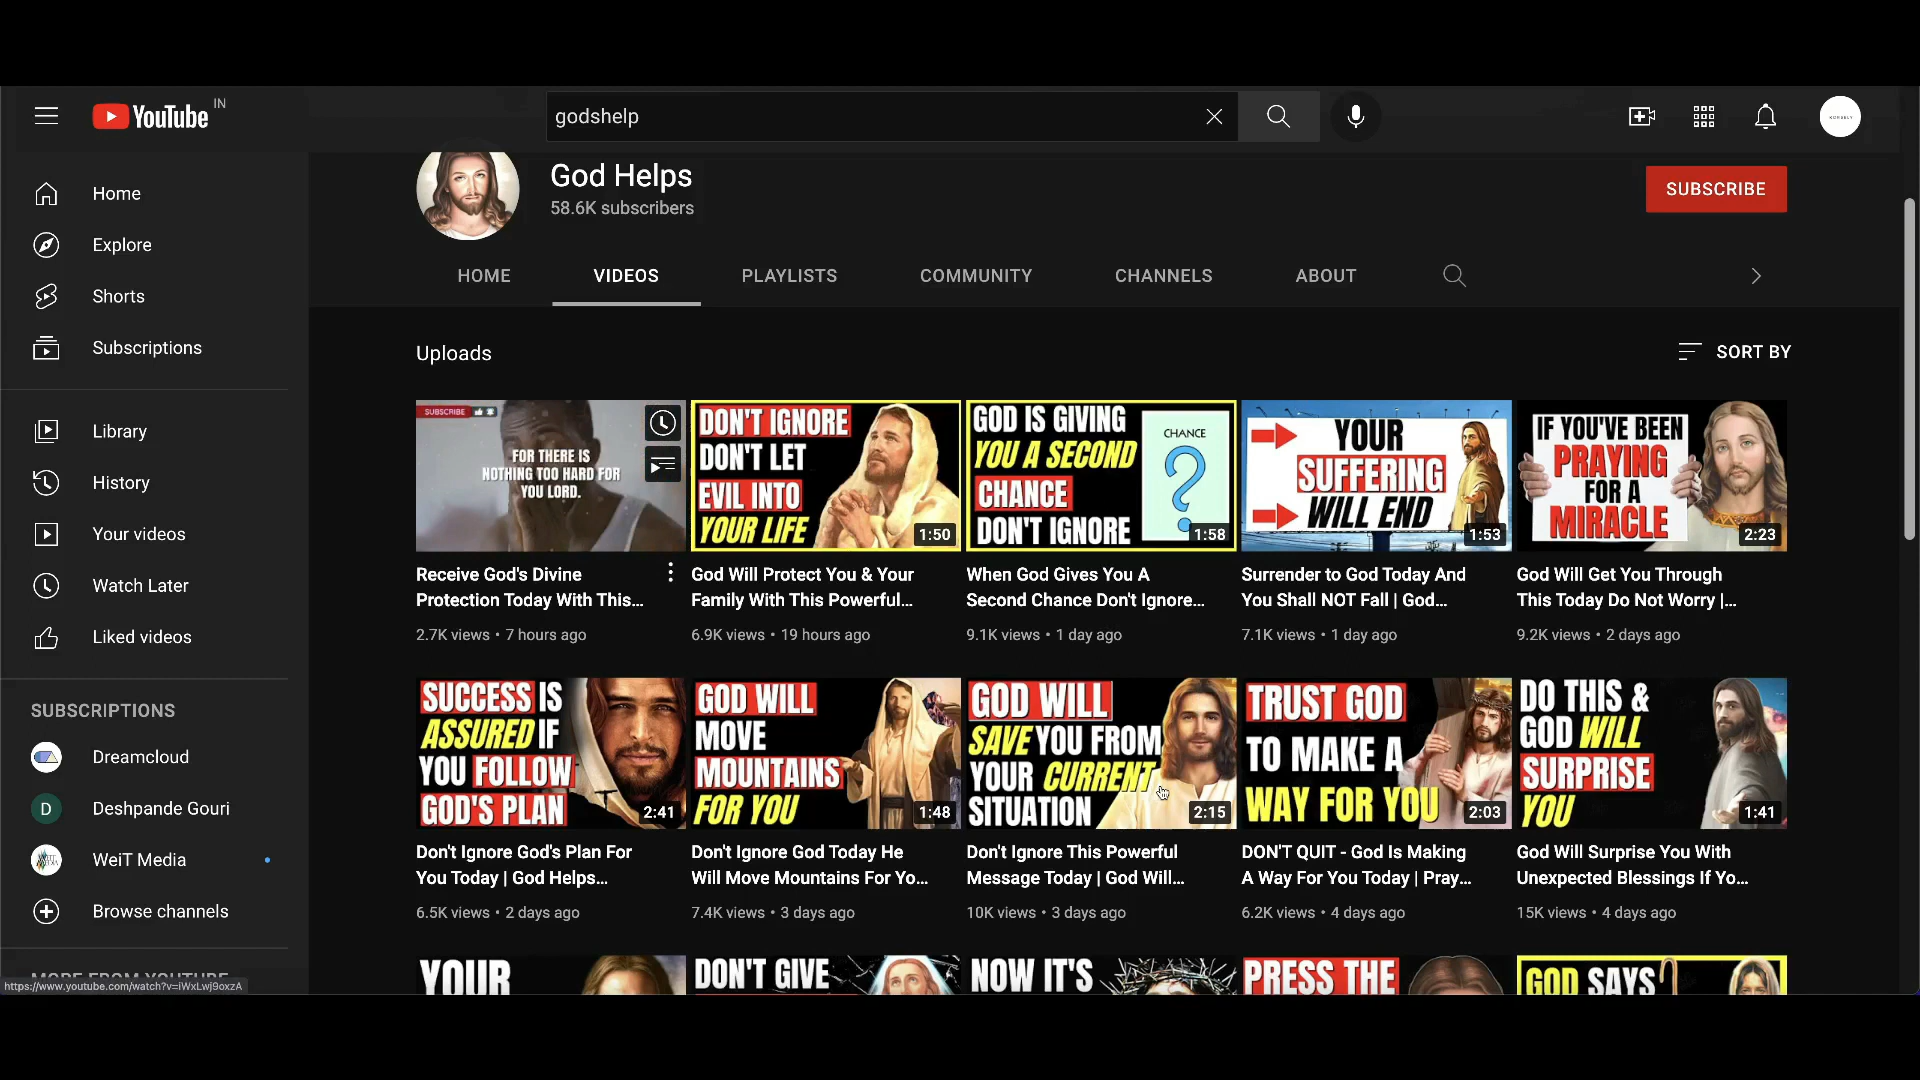 YouTube IN
godshelp
God Helps
58.6K subscribers
SUBSCRIBE
HOME VIDEOS PLAYLISTS COMMUNITY CHANNELS ABOUT
Home
Explore
Shorts
Subscriptions
Library
History
Your videos
Watch Later
Liked videos
SUBSCRIPTIONS
Dreamcloud
D
Deshpande Gouri
WeiT Media
Browse channels
MORE FROM YOUTUBE
https://www.youtube.com/watch?v=iWxLwj9oxzA
Uploads
SORT BY
SUBSCRIBE
FOR THERE IS
NOTHING TOO HARD FOR
YOU LORD.
Receive God's Divine
Protection Today With This...
2.7K views • 7 hours ago
DON'T IGNORE
DON'T LET
EVIL INTO
YOUR LIFE
1:50
God Will Protect You & Your
Family With This Powerful...
6.9K views • 19 hours ago
GOD IS GIVING
YOU A SECOND
CHANCE
DON'T IGNORE
CHANCE
?
1:58
When God Gives You A
Second Chance Don't Ignore...
9.1K views • 1 day ago
YOUR
SUFFERING
WILL END
1:53
Surrender to God Today And
You Shall NOT Fall | God...
7.1K views • 1 day ago
IF YOU'VE BEEN
PRAYING
FOR A
MIRACLE
2:23
God Will Get You Through
This Today Do Not Worry |...
9.2K views • 2 days ago
SUCCESS IS
ASSURED IF
YOU FOLLOW
GOD'S PLAN
2:41
Don't Ignore God's Plan For
You Today | God Helps...
6.5K views • 2 days ago
GOD WILL
MOVE
MOUNTAINS
FOR YOU
1:48
Don't Ignore God Today He
Will Move Mountains For Yo...
7.4K views • 3 days ago
GOD WILL
SAVE YOU FROM
YOUR CURRENT
SITUATION
2:15
Don't Ignore This Powerful
Message Today | God Will...
10K views • 3 days ago
TRUST GOD
TO MAKE A
WAY FOR YOU
2:03
DON'T QUIT - God Is Making
A Way For You Today | Pray...
6.2K views • 4 days ago
DO THIS &
GOD WILL
SURPRISE
YOU
1:41
God Will Surprise You With
Unexpected Blessings If Yo...
15K views • 4 days ago
YOUR
DON'T GIVE
NOW IT'S
PRESS THE
GOD SAYS